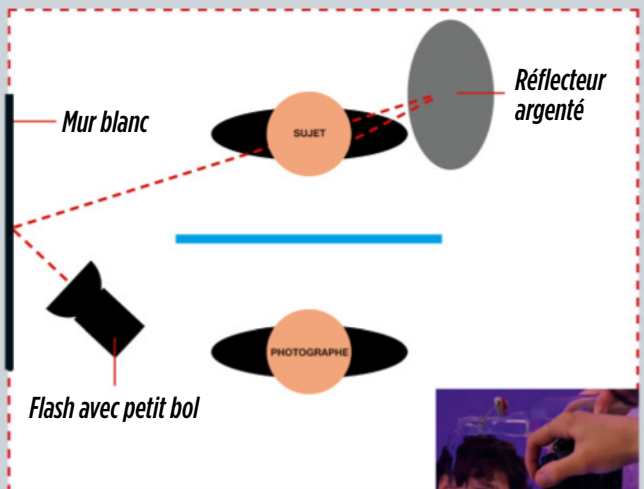 Réflecteur
argenté
Mur blanc
SUJET
PHOTOGRAPHE
Flash avec petit bol